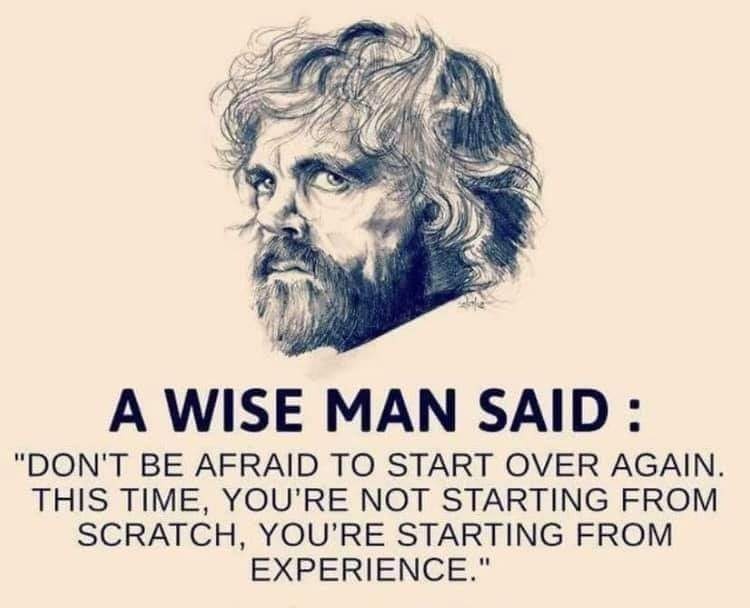 A WISE MAN SAID :
"DON'T BE AFRAID TO START OVER AGAIN.
THIS TIME, YOU'RE NOT STARTING FROM
SCRATCH, YOU'RE STARTING FROM
EXPERIENCE."